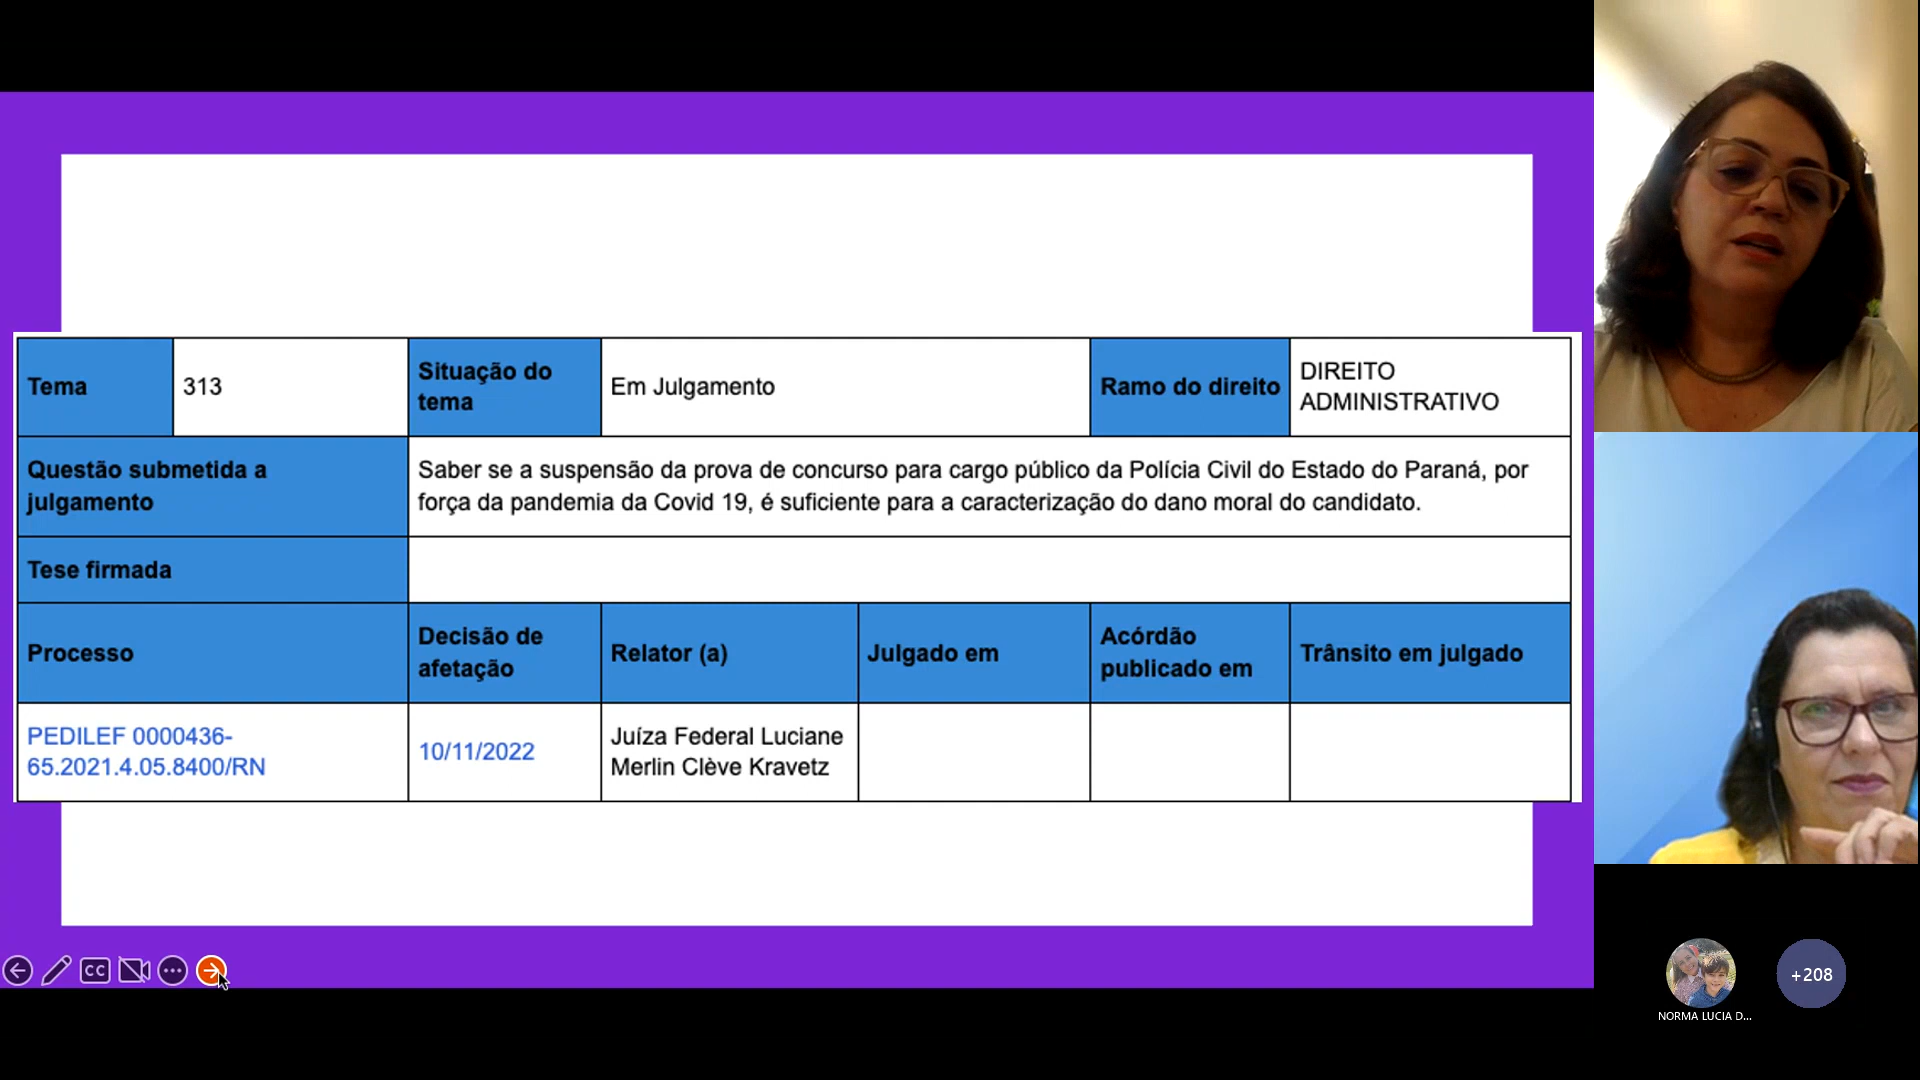 Tema
313
Situação do
tema
Em Julgamento
Ramo do direito
DIREITO
ADMINISTRATIVO
Questão submetida a
julgamento
Saber se a suspensão da prova de concurso para cargo público da Polícia Civil do Estado do Paraná, por
força da pandemia da Covid 19, é suficiente para a caracterização do dano moral do candidato.
Tese firmada
Processo
Decisão de
afetação
Relator (a)
Julgado em
Acórdão
publicado em
Trânsito em julgado
PEDILEF 0000436-
65.2021.4.05.8400/RN
10/11/2022
Juíza Federal Luciane
Merlin Clève Kravetz
CC
+208
NORMA LUCIA D...